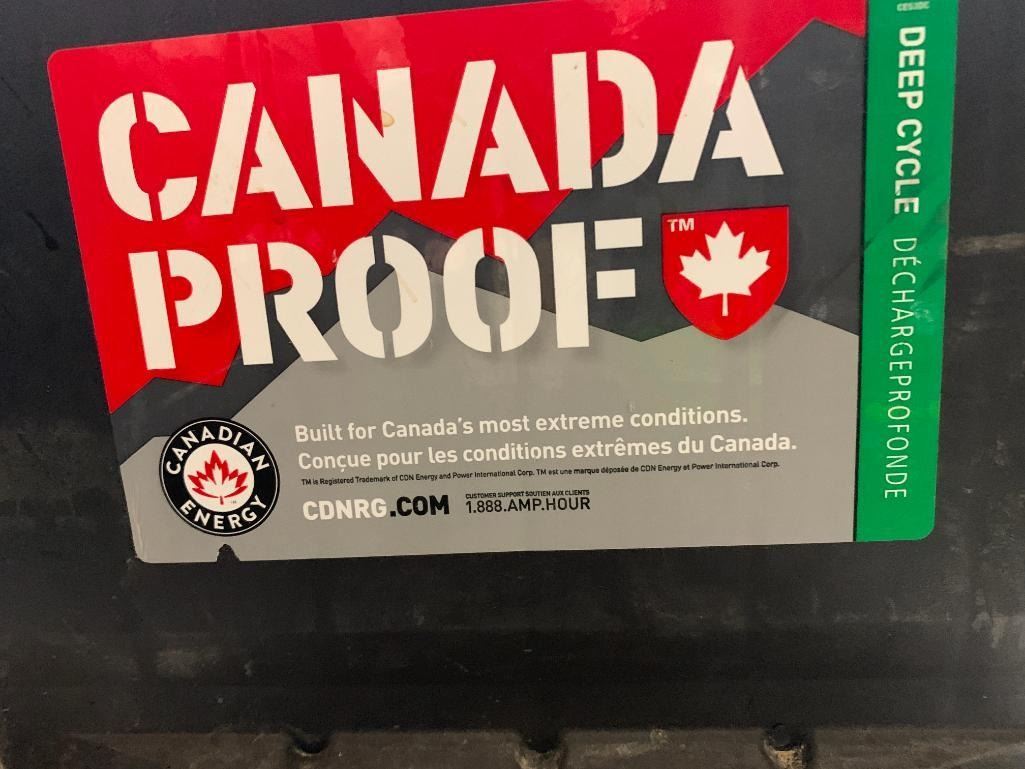 CANADA
PROOF
TM
Built for Canada's most extreme conditions.
Conçue pour les conditions extrêmes du Canada.
TM is Registered Trademark of CDN Energy and Power International Corp. TM est une marque déposée de CDN Energy et Power International Corp.
CANADIAN
ENERGY
CDNRG.COM
CUSTOMER SUPPORT SOUTIEN AUX CLIENTS
1.888.AMP.HOUR
DEEP CYCLE DÉCHARGEPROFONDE